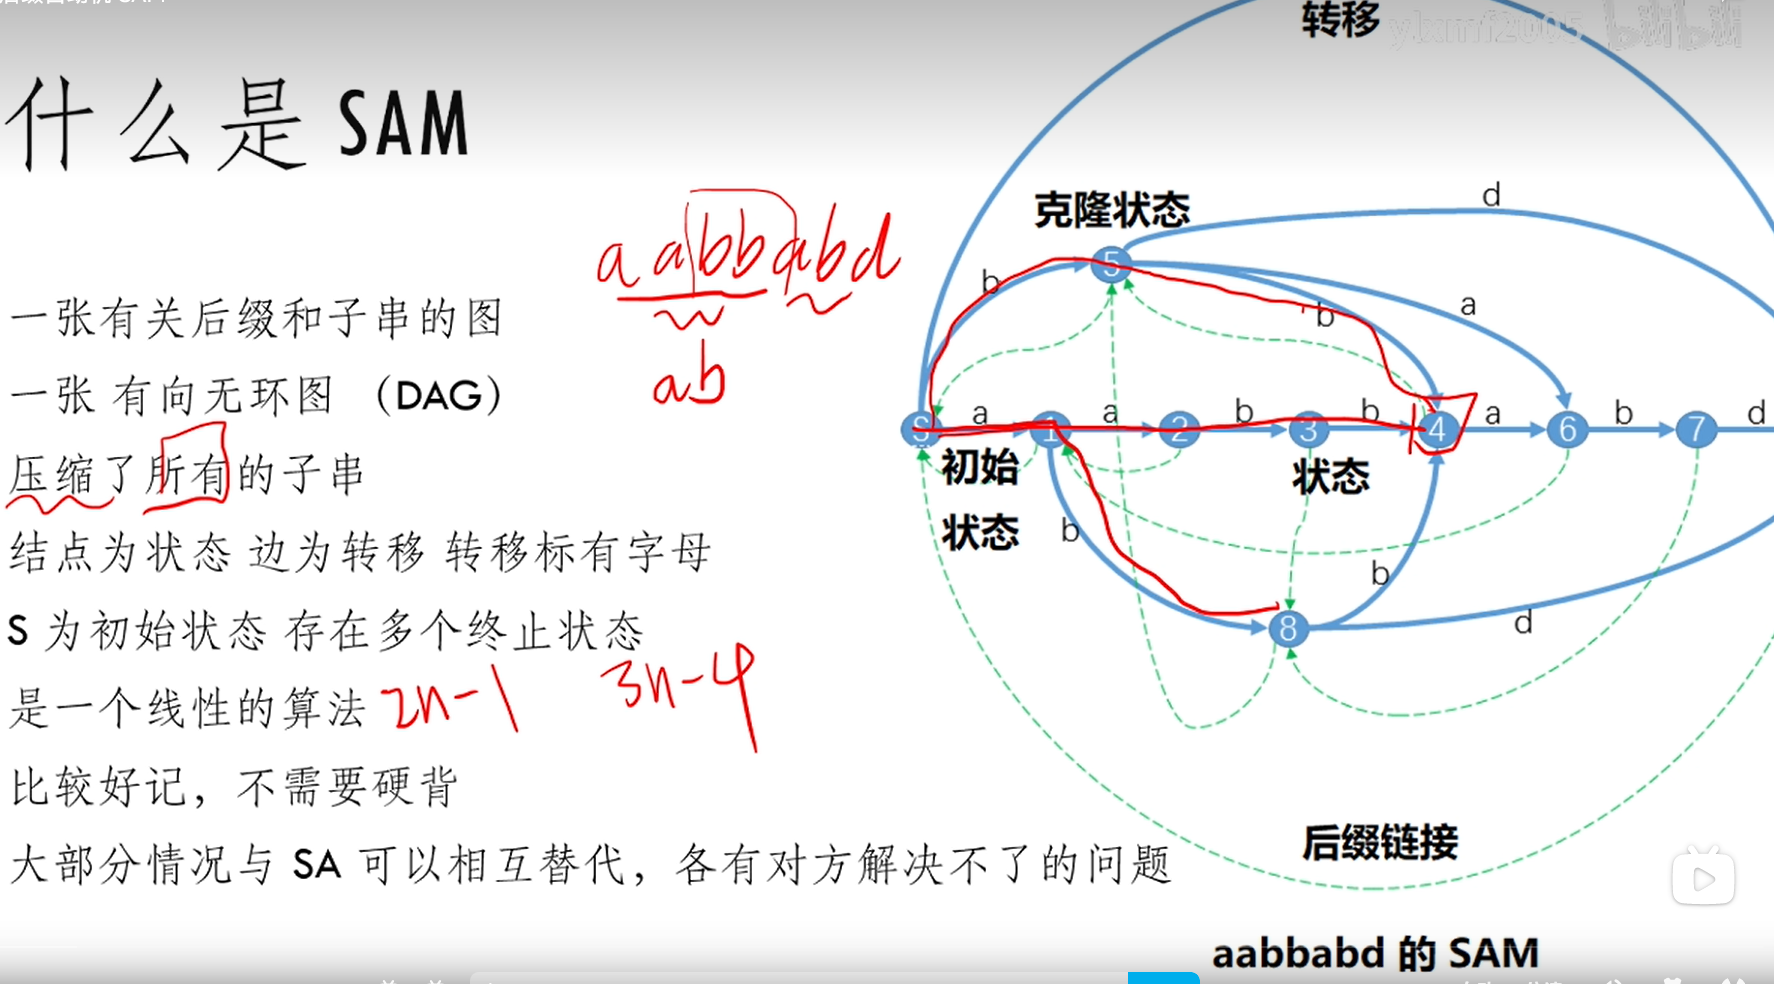 转移
ylxmf2005 bilibili
什么是 SAM
克隆状态
d
aabbabd
b
5
a
一张有关后缀和子串的图
b
ab
一张 有向无环图 （DAG）
S a 1 a 2 b 3 b 4 a 6 b 7 d
初始
状态
压缩了所有的子串
状态
b
结点为状态 边为转移 转移标有字母
b
S 为初始状态 存在多个终止状态
8
d
是一个线性的算法 2n-1 3n-4
比较好记，不需要硬背
后缀链接
大部分情况与 SA 可以相互替代，各有对方解决不了的问题
aabbabd 的 SAM